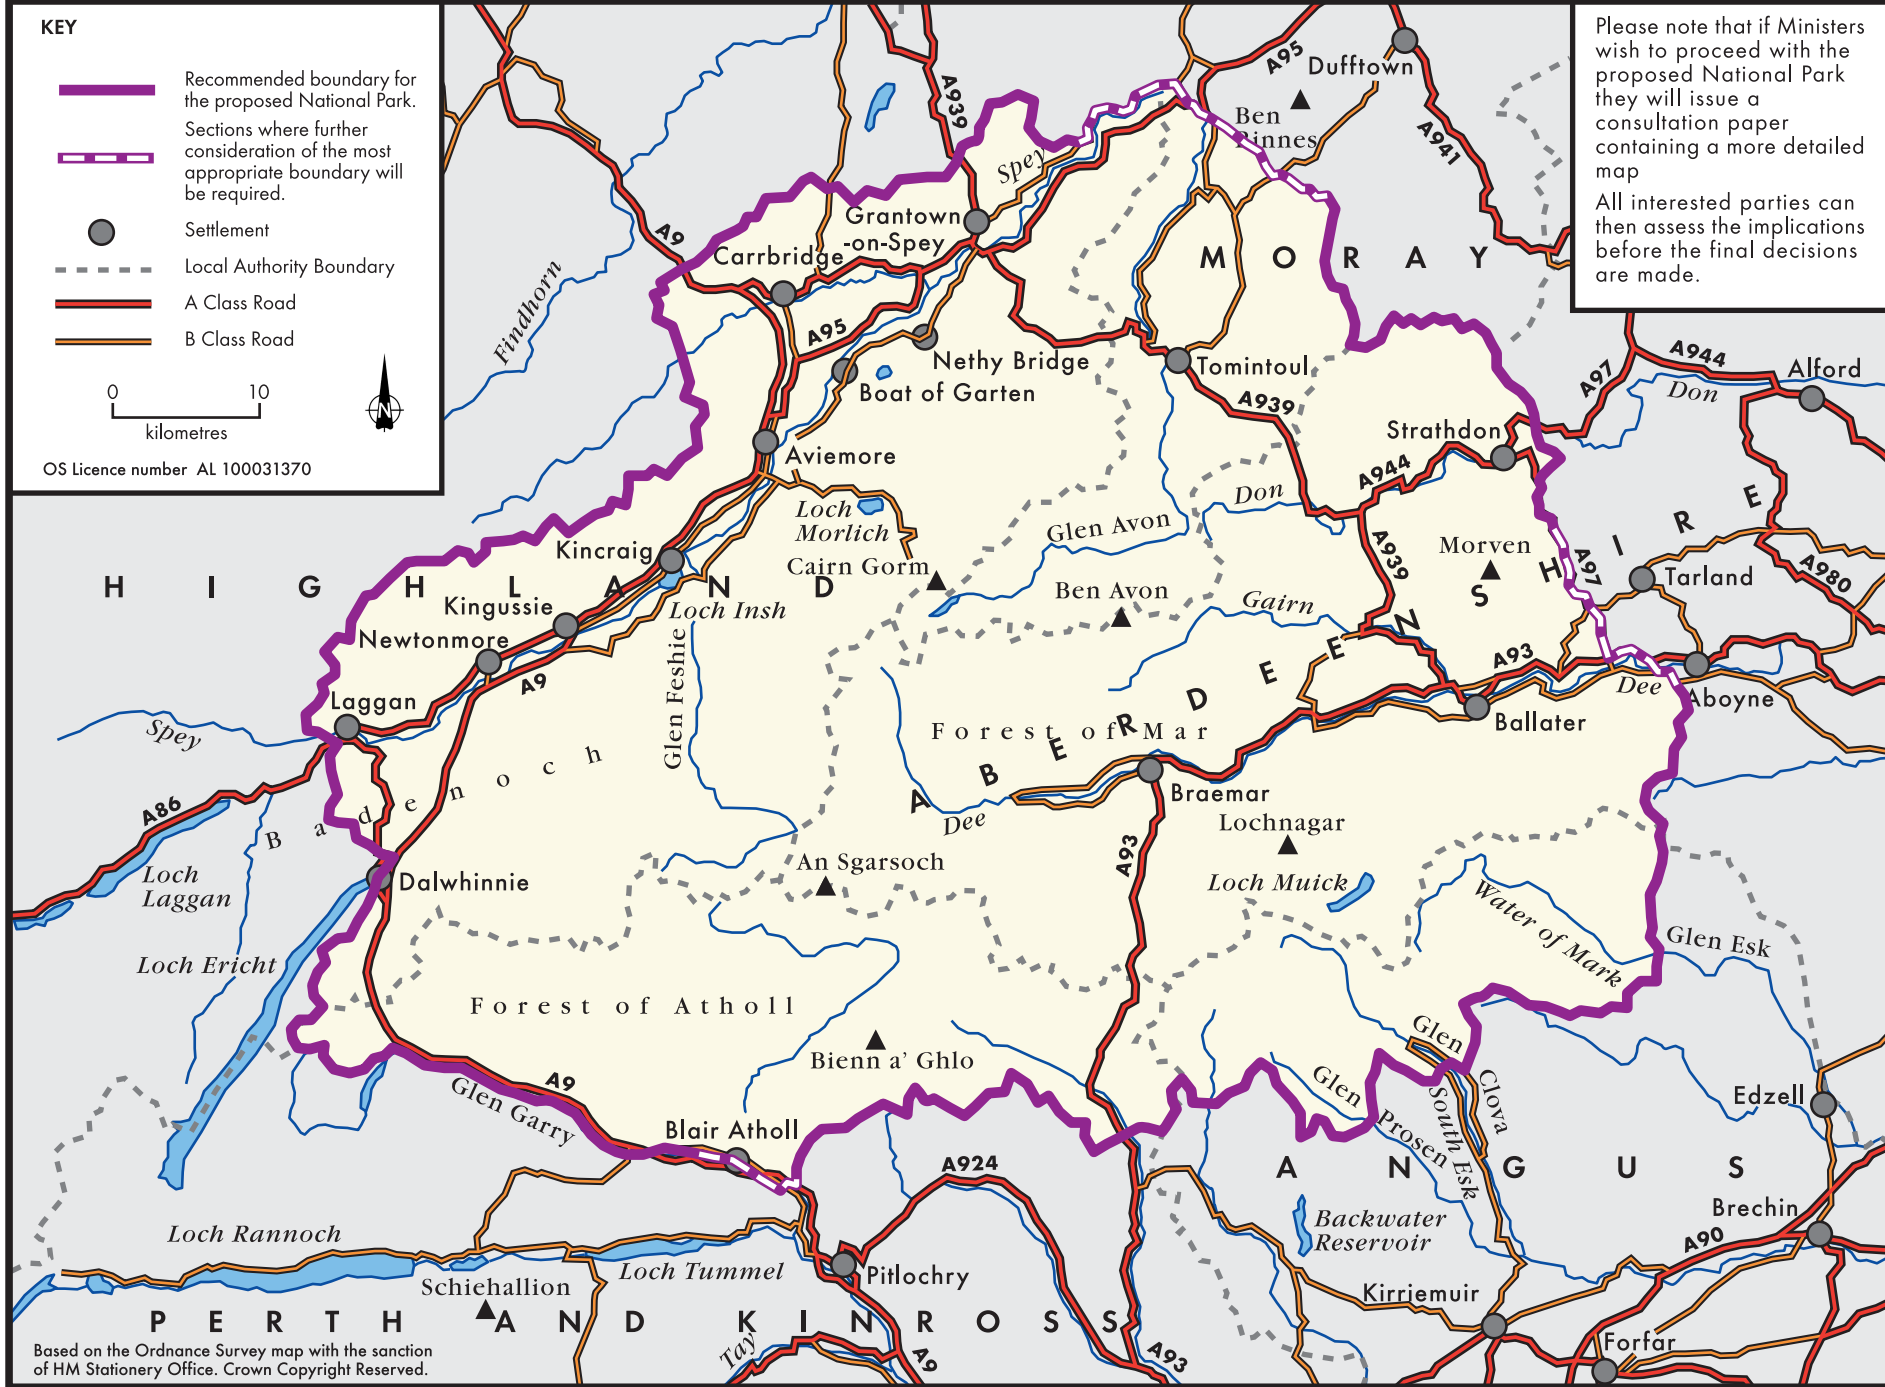 KEY
Recommended boundary for
the proposed National Park.
Sections where further
consideration of the most
appropriate boundary will
be required.
Settlement
Local Authority Boundary
A Class Road
B Class Road
0 10
kilometres
N
OS Licence number AL 100031370
Please note that if Ministers
wish to proceed with the
proposed National Park
they will issue a
consultation paper
containing a more detailed
map
All interested parties can
then assess the implications
before the final decisions
are made.
A939
A95
Dufftown
Ben
Rinnes
A941
Spey
Grantown
-on-Spey
A9
Carrbridge
MORAY
Findhorn
A95
Nethy Bridge
Boat of Garten
Tomintoul
A939
A97
A944
Alford
Don
Strathdon
Aviemore
A944
Don
Loch
Morlich
Glen Avon
Kincraig
Cairn Gorm
A939
Morven
A97
Tarland
A980
HIGHLAND
Ben Avon
Gairn
Kingussie
Loch Insh
Newtonmore
A9
Glen Feshie
A93
Dee
Aboyne
Laggan
Spey
Ballater
Forest of Mar
ABERDEENSHIRE
Badenoch
A86
Dee
Braemar
Lochnagar
A93
Loch
Laggan
Dalwhinnie
An Sgarsoch
Loch Muick
Water of Mark
Glen Esk
Loch Ericht
Forest of Atholl
Bienn a' Ghlo
Glen
Clova
A9
Glen Garry
Glen
Prosen
South Esk
Edzell
Blair Atholl
A924
ANGUS
Brechin
A90
Loch Rannoch
Backwater
Reservoir
Loch Tummel
Pitlochry
Schiehallion
Kirriemuir
PERTH AND KINROSS
Tay
A9
A93
Forfar
Based on the Ordnance Survey map with the sanction
of HM Stationery Office. Crown Copyright Reserved.